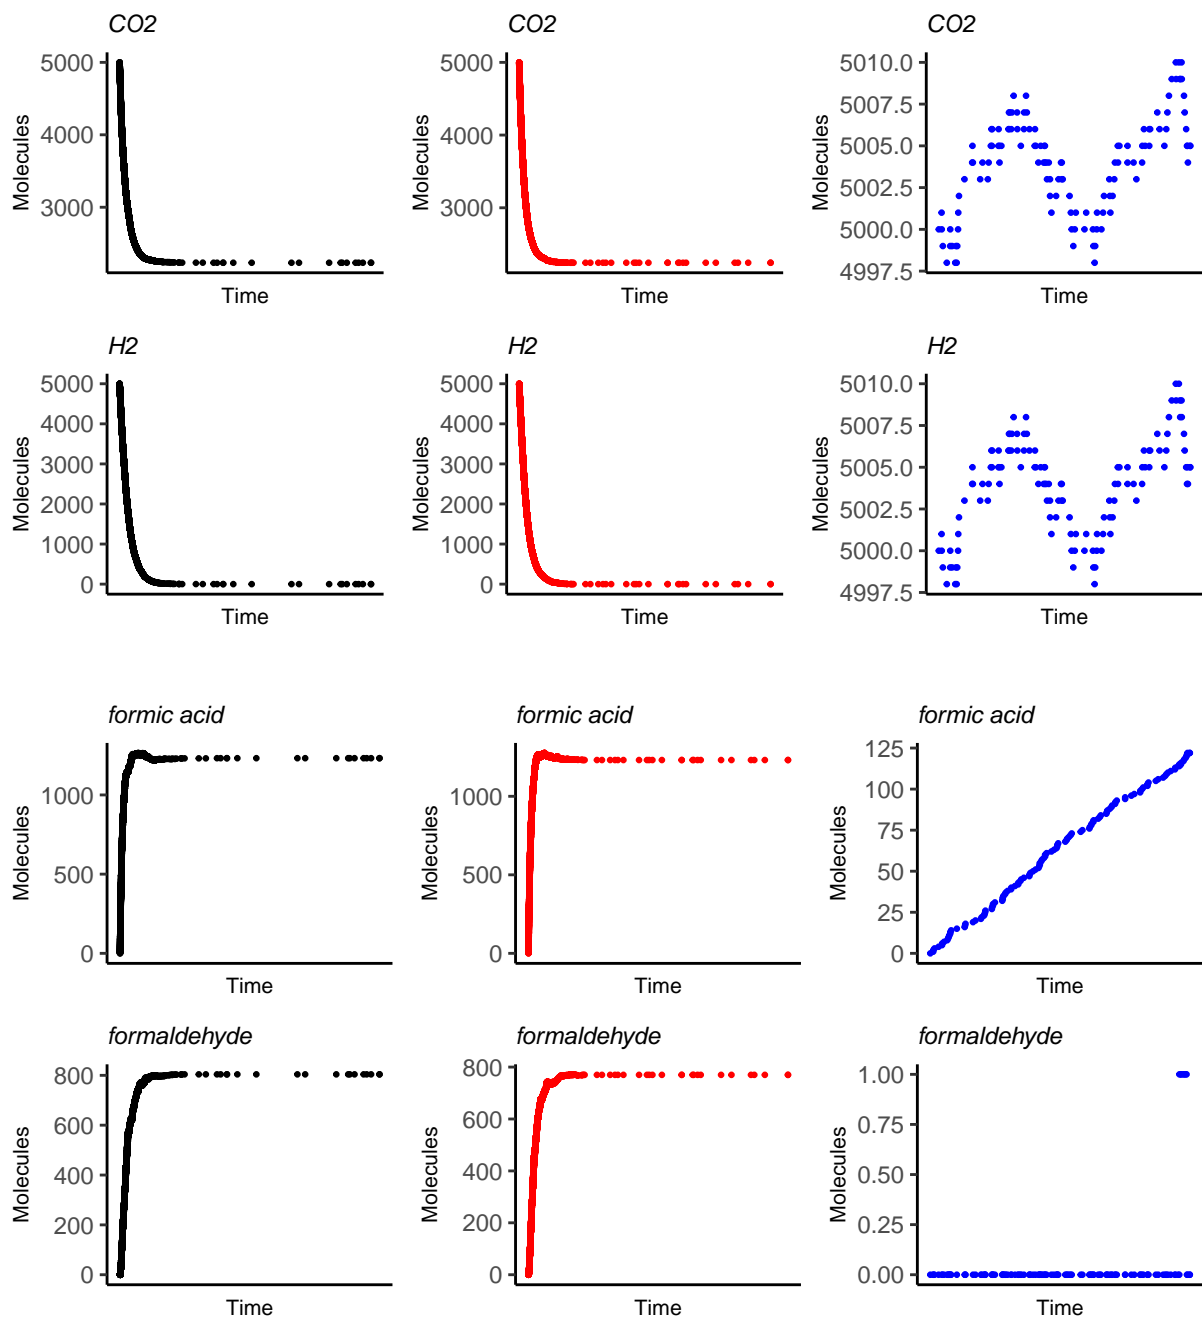 CO2 CO2 CO2
5000 5000 5010.0
5007.5
4000 4000 5005.0
5002.5
3000 3000 5000.0
4997.5
Molecules Molecules Molecules
Time Time Time
H2 H2 H2
5000 5000 5010.0
4000 4000 5007.5
3000 3000 5005.0
2000 2000 5002.5
1000 1000 5000.0
0 0 4997.5
Molecules Molecules Molecules
Time Time Time
formic acid formic acid formic acid
125
1000 1000 100
75
500 500 50
25
0 0 0
Molecules Molecules Molecules
Time Time Time
formaldehyde formaldehyde formaldehyde
800 800 1.00
600 600 0.75
400 400 0.50
200 200 0.25
0 0 0.00
Molecules Molecules Molecules
Time Time Time